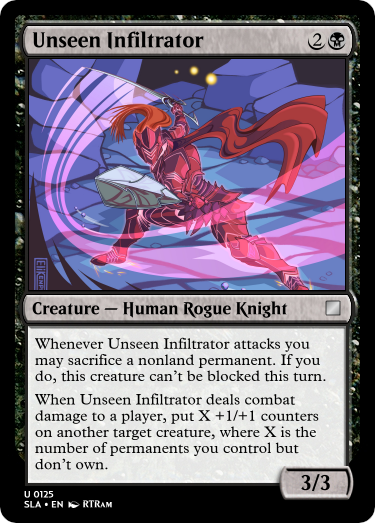 Unseen Infiltrator 2
Creature — Human Rogue Knight
Whenever Unseen Infiltrator attacks you
may sacrifice a nonland permanent. If you
do, this creature can't be blocked this turn.
When Unseen Infiltrator deals combat
damage to a player, put X +1/+1 counters
on another target creature, where X is the
number of permanents you control but
don't own.
3/3
U 0125
SLA • EN RTRAM